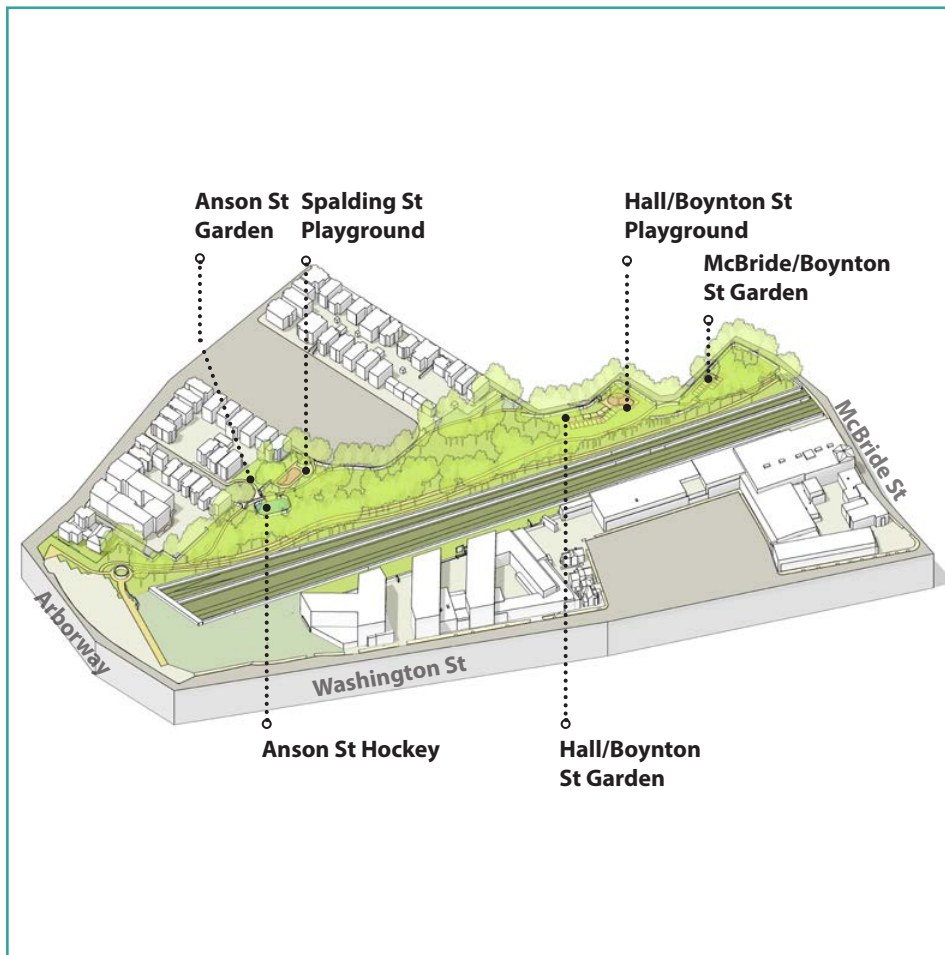 Anson St
Garden
Spalding St
Playground
Hall/Boynton St
Playground
McBride/Boynton
St Garden
McBride St
Arborway
Washington St
Anson St Hockey
Hall/Boynton
St Garden